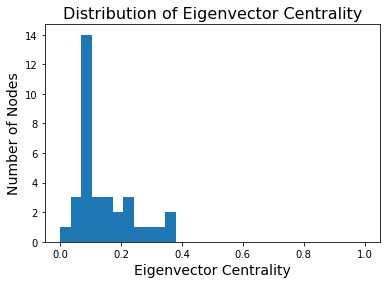 Distribution of Eigenvector Centrality
Number of Nodes
14
12
10
8
6
4
2
0
0.0 0.2 0.4 0.6 0.8 1.0
Eigenvector Centrality